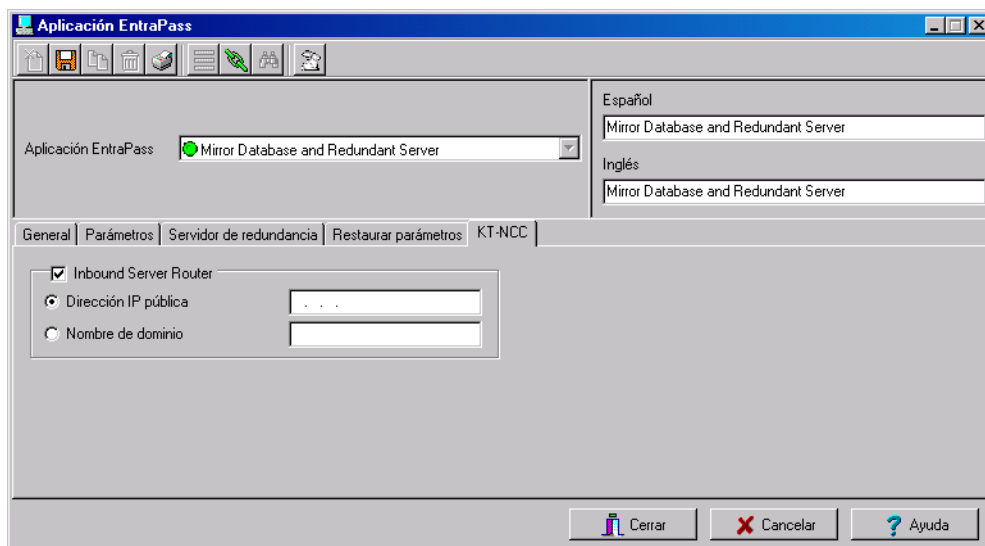 Aplicación EntraPass
Español
Mirror Database and Redundant Server
Aplicación EntraPass
Mirror Database and Redundant Server
Inglés
Mirror Database and Redundant Server
General
Parámetros
Servidor de redundancia
Restaurar parámetros
KT-NCC
Inbound Server Router
Dirección IP pública
. . .
Nombre de dominio
Cerrar
Cancelar
Ayuda